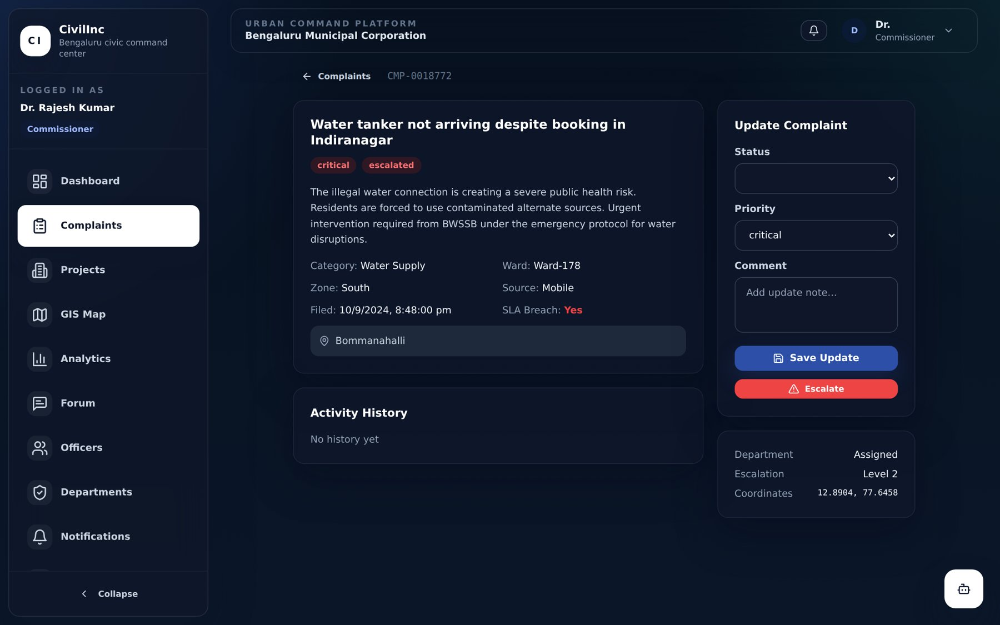 CI
CivilInc
Bengaluru civic command
center
LOGGED IN AS
Dr. Rajesh Kumar
Commissioner
Dashboard
Complaints
Projects
GIS Map
Analytics
Forum
Officers
Departments
Notifications
Collapse
URBAN COMMAND PLATFORM
Bengaluru Municipal Corporation
D
Dr.
Commissioner
Complaints CMP-0018772
Water tanker not arriving despite booking in
Indiranagar
critical escalated
The illegal water connection is creating a severe public health risk.
Residents are forced to use contaminated alternate sources. Urgent
intervention required from BWSSB under the emergency protocol for water
disruptions.
Category: Water Supply Ward: Ward-178
Zone: South Source: Mobile
Filed: 10/9/2024, 8:48:00 pm SLA Breach: Yes
Bommanahalli
Activity History
No history yet
Update Complaint
Status
Priority
critical
Comment
Add update note...
Save Update
Escalate
Department Assigned
Escalation Level 2
Coordinates 12.8904, 77.6458